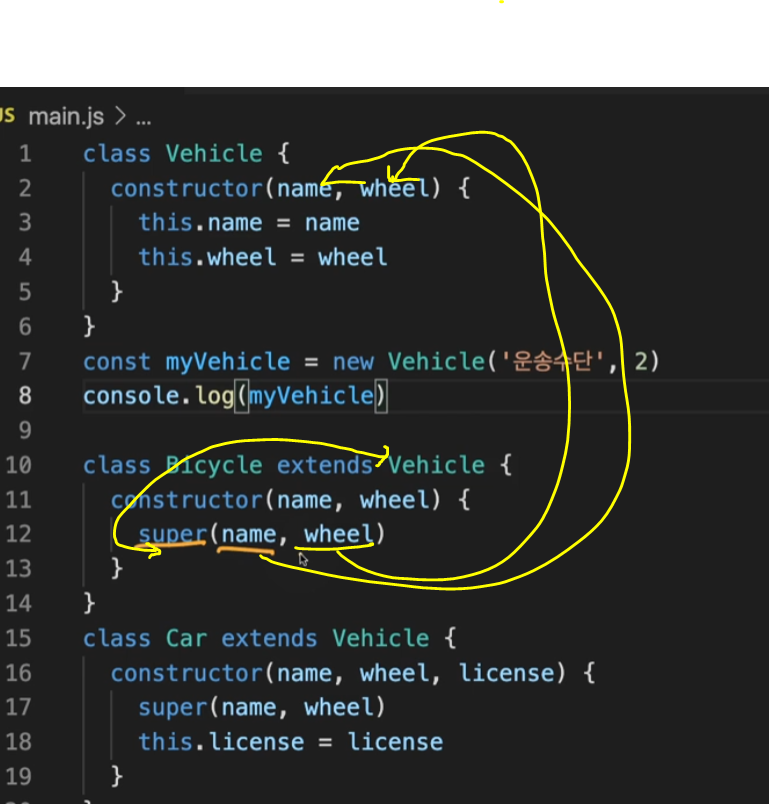 JS main.js > ...
1 class Vehicle {
2 constructor(name, wheel) {
3 this.name = name
4 this.wheel = wheel
5 }
6 }
7 const myVehicle = new Vehicle('운송수단', 2)
8 console.log(myVehicle)
9
10 class Bicycle extends Vehicle {
11 constructor(name, wheel) {
12 super(name, wheel)
13 }
14 }
15 class Car extends Vehicle {
16 constructor(name, wheel, license) {
17 super(name, wheel)
18 this.license = license
19 }